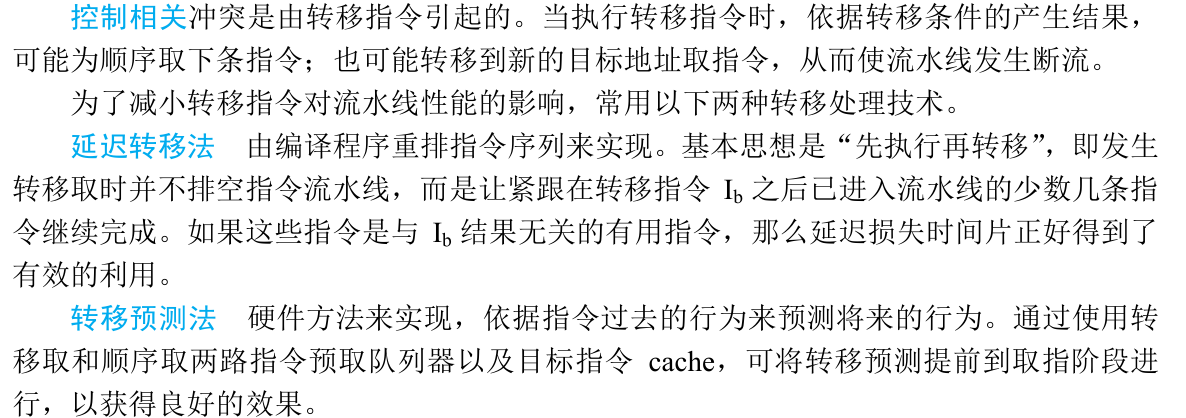 控制相关冲突是由转移指令引起的。当执行转移指令时，依据转移条件的产生结果，
可能为顺序取下条指令；也可能转移到新的目标地址取指令，从而使流水线发生断流。
为了减小转移指令对流水线性能的影响，常用以下两种转移处理技术。
延迟转移法　由编译程序重排指令序列来实现。基本思想是“先执行再转移”，即发生
转移取时并不排空指令流水线，而是让紧跟在转移指令 Ib 之后已进入流水线的少数几条指
令继续完成。如果这些指令是与 Ib 结果无关的有用指令，那么延迟损失时间片正好得到了
有效的利用。
转移预测法　硬件方法来实现，依据指令过去的行为来预测将来的行为。通过使用转
移取和顺序取两路指令预取队列器以及目标指令 cache，可将转移预测提前到取指阶段进
行，以获得良好的效果。